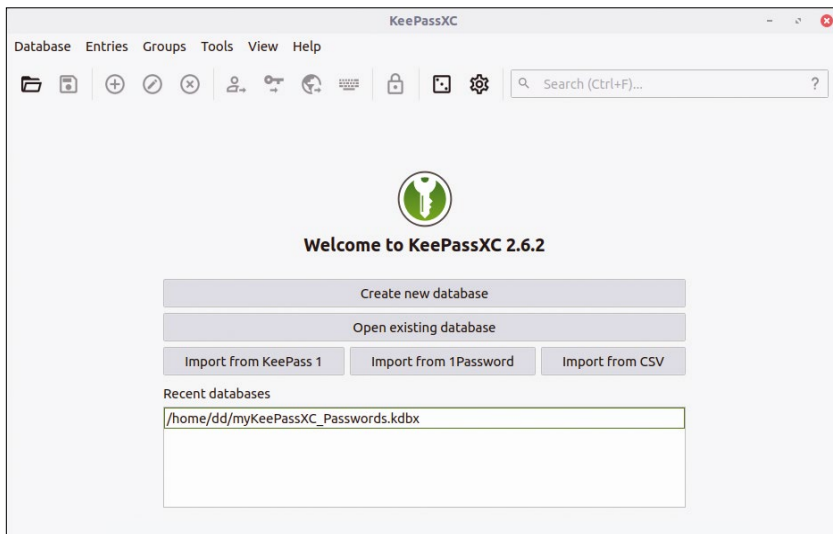 KeePassXC
Database Entries Groups Tools View Help
Search (Ctrl+F)... ?
Welcome to KeePassXC 2.6.2
Create new database
Open existing database
Import from KeePass 1 Import from 1Password Import from CSV
Recent databases
/home/dd/myKeePassXC_Passwords.kdbx